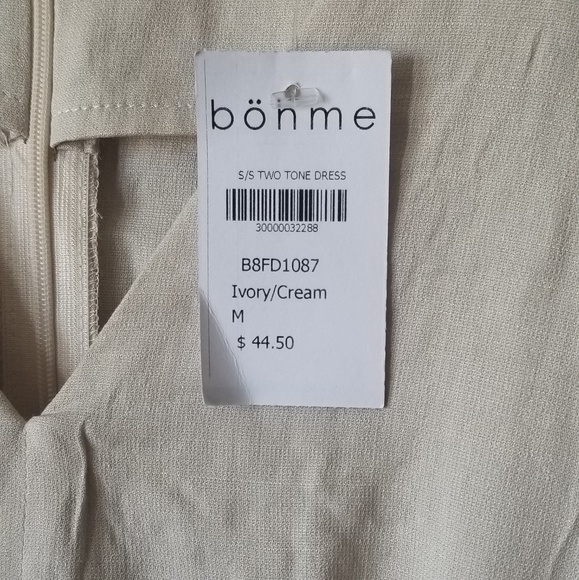 bönme
S/S TWO TONE DRESS
30000032288
B8FD1087
Ivory/Cream
M
$ 44.50